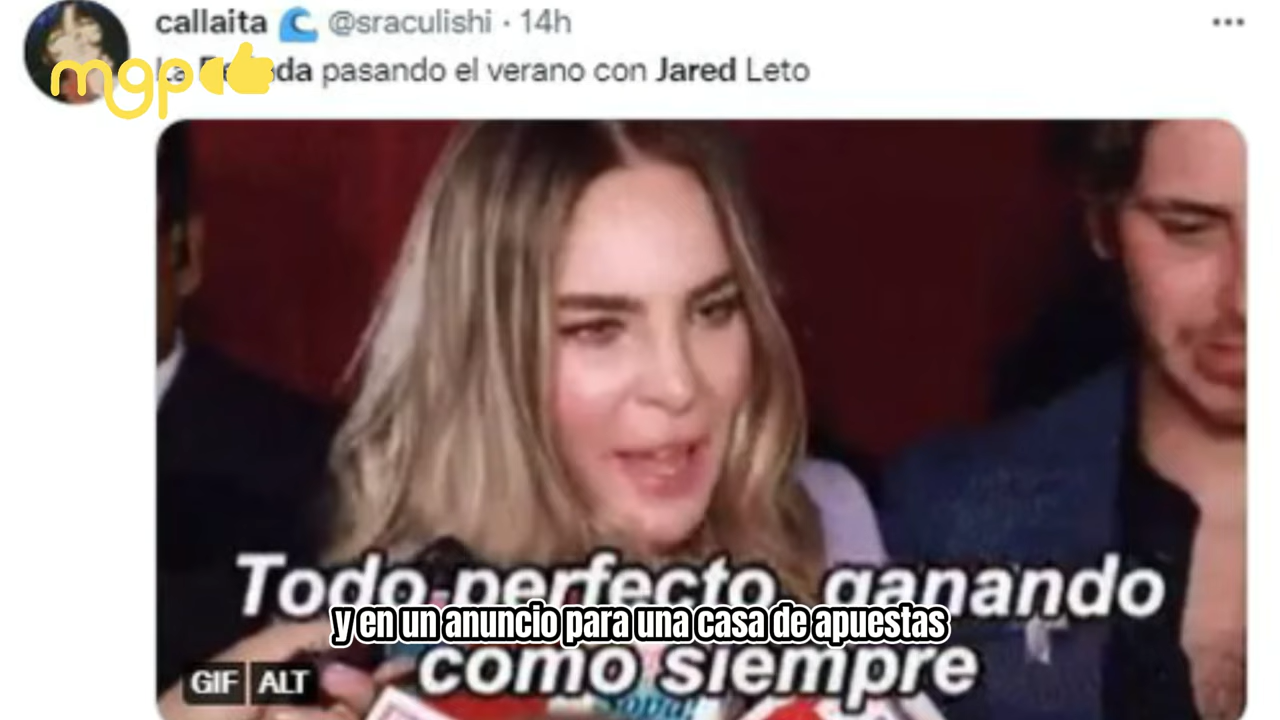 callaita 🌊 @sraculishi · 14h
mgp
pasando el verano con Jared Leto
Todo perfecto, ganando
y en un anuncio para una casa de apuestas
como siempre
GIF ALT